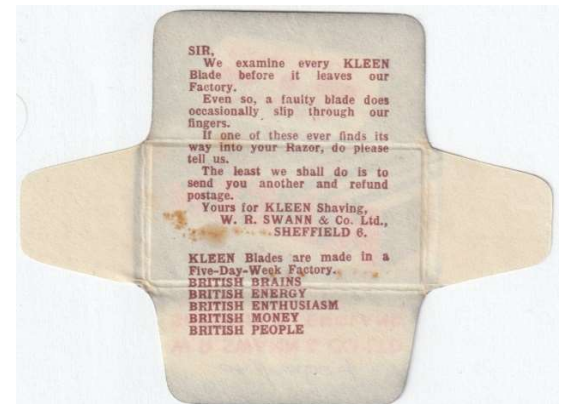 SIR,
We examine every KLEEN
Blade before it leaves our
Factory.
Even so, a faulty blade does
occasionally slip through our
fingers.
If one of these ever finds its
way into your Razor, do please
tell us.
The least we shall do is to
send you another and refund
postage.
Yours for KLEEN Shaving,
W. R. SWANN & Co. Ltd.,
SHEFFIELD 6.
KLEEN Blades are made in a
Five-Day-Week Factory.
BRITISH BRAINS
BRITISH ENERGY
BRITISH ENTHUSIASM
BRITISH MONEY
BRITISH PEOPLE